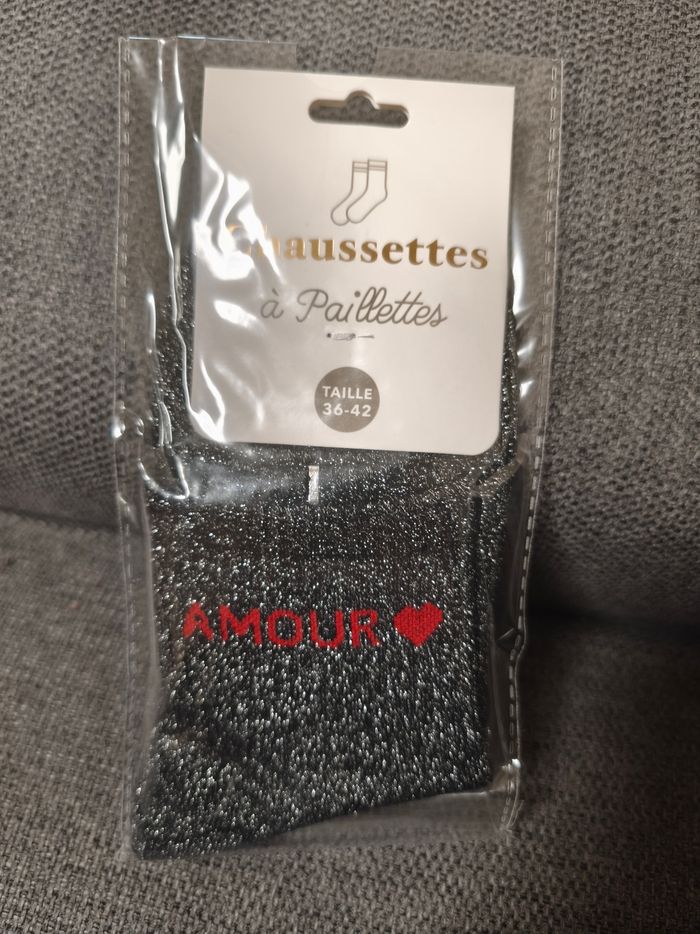 Chaussettes
à Paillettes
TAILLE
36-42
AMOUR